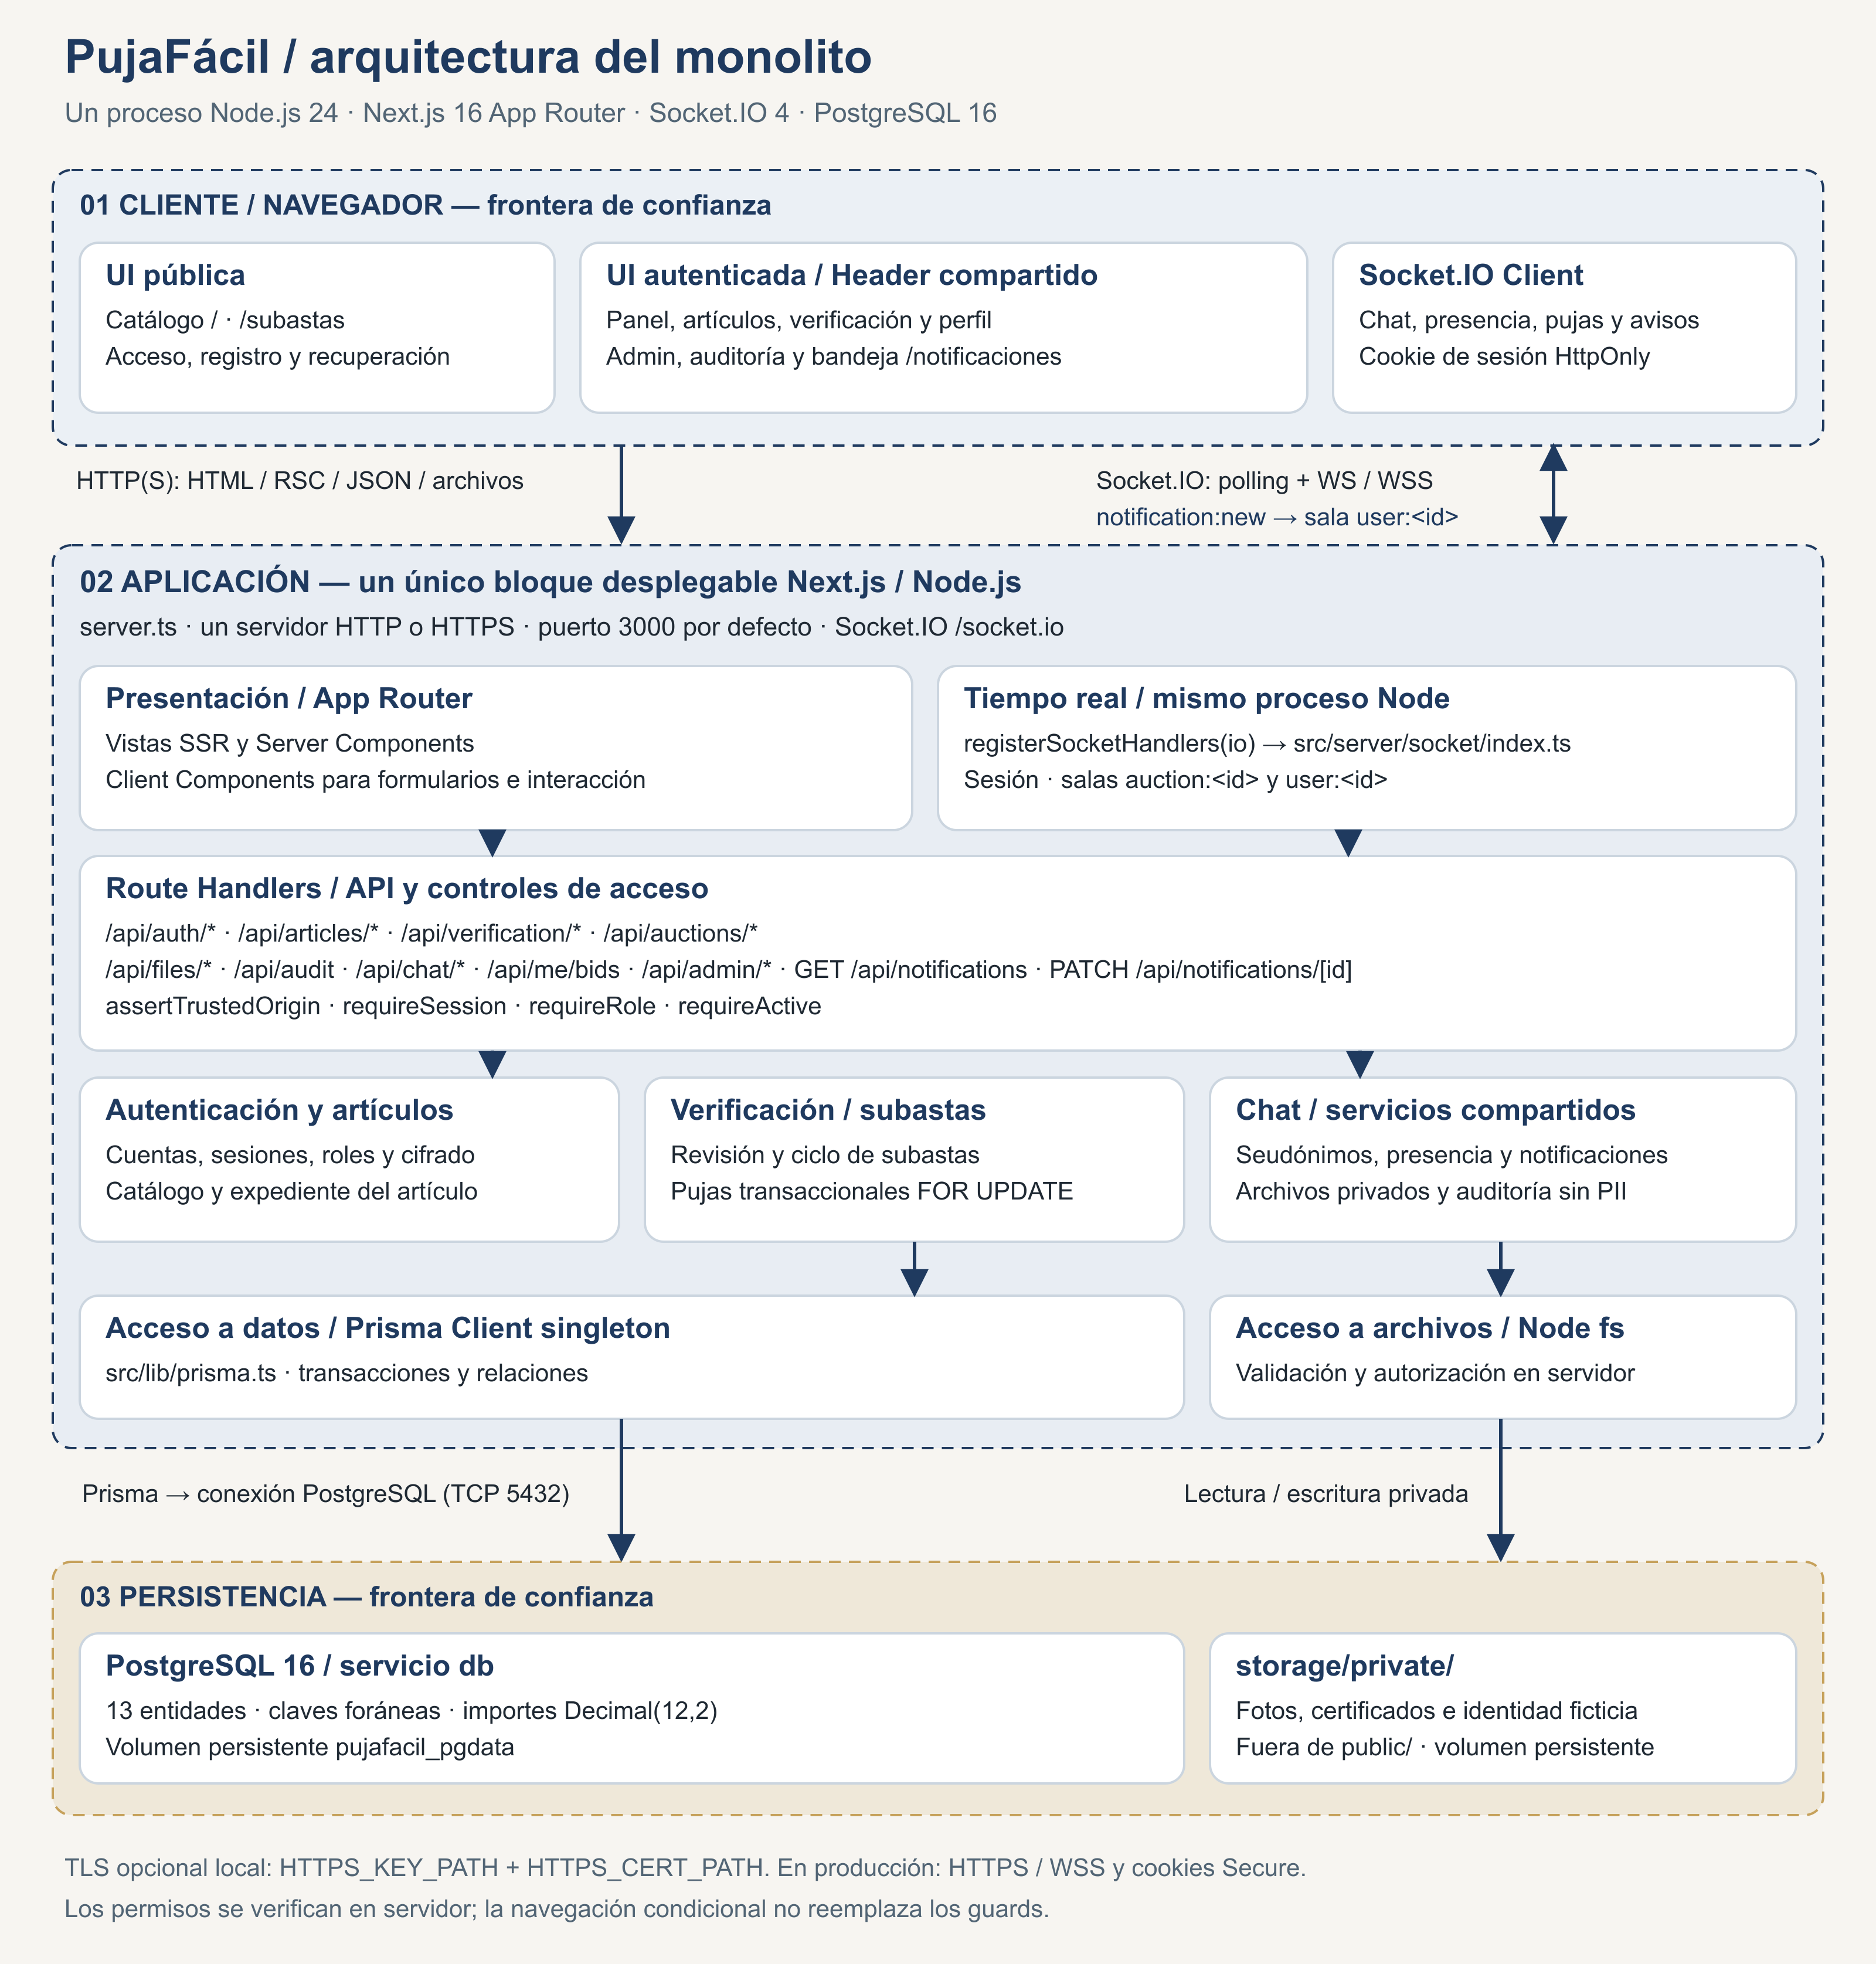 PujaFácil / arquitectura del monolito
Un proceso Node.js 24 · Next.js 16 App Router · Socket.IO 4 · PostgreSQL 16
01 CLIENTE / NAVEGADOR — frontera de confianza
UI pública
Catálogo / · /subastas
Acceso, registro y recuperación
UI autenticada / Header compartido
Panel, artículos, verificación y perfil
Admin, auditoría y bandeja /notificaciones
Socket.IO Client
Chat, presencia, pujas y avisos
Cookie de sesión HttpOnly
HTTP(S): HTML / RSC / JSON / archivos
Socket.IO: polling + WS / WSS
notification:new → sala user:<id>
02 APLICACIÓN — un único bloque desplegable Next.js / Node.js
server.ts · un servidor HTTP o HTTPS · puerto 3000 por defecto · Socket.IO /socket.io
Presentación / App Router
Vistas SSR y Server Components
Client Components para formularios e interacción
Tiempo real / mismo proceso Node
registerSocketHandlers(io) → src/server/socket/index.ts
Sesión · salas auction:<id> y user:<id>
Route Handlers / API y controles de acceso
/api/auth/* · /api/articles/* · /api/verification/* · /api/auctions/*
/api/files/* · /api/audit · /api/chat/* · /api/me/bids · /api/admin/* · GET /api/notifications · PATCH /api/notifications/[id]
assertTrustedOrigin · requireSession · requireRole · requireActive
Autenticación y artículos
Cuentas, sesiones, roles y cifrado
Catálogo y expediente del artículo
Verificación / subastas
Revisión y ciclo de subastas
Pujas transaccionales FOR UPDATE
Chat / servicios compartidos
Seudónimos, presencia y notificaciones
Archivos privados y auditoría sin PII
Acceso a datos / Prisma Client singleton
src/lib/prisma.ts · transacciones y relaciones
Acceso a archivos / Node fs
Validación y autorización en servidor
Prisma → conexión PostgreSQL (TCP 5432)
Lectura / escritura privada
03 PERSISTENCIA — frontera de confianza
PostgreSQL 16 / servicio db
13 entidades · claves foráneas · importes Decimal(12,2)
Volumen persistente pujafacil_pgdata
storage/private/
Fotos, certificados e identidad ficticia
Fuera de public/ · volumen persistente
TLS opcional local: HTTPS_KEY_PATH + HTTPS_CERT_PATH. En producción: HTTPS / WSS y cookies Secure.
Los permisos se verifican en servidor; la navegación condicional no reemplaza los guards.